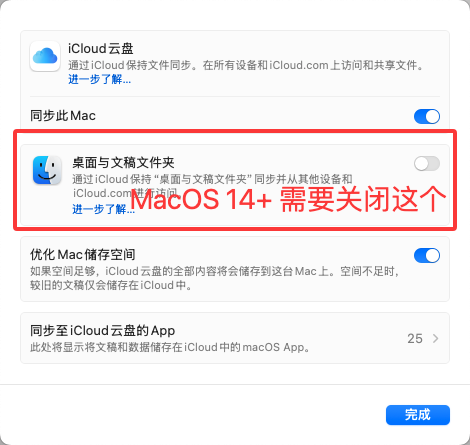 iCloud云盘
通过iCloud保持文件同步。在所有设备和iCloud.com上访问和共享文件。
进一步了解...
同步此Mac
桌面与文稿文件夹
通过iCloud保持“桌面与文稿文件夹”同步并从其他设备和
iCloud.com进行访问。
进一步了解...
MacOS 14+ 需要关闭这个
优化Mac储存空间
如果空间足够，iCloud云盘的全部内容将会储存到这台Mac上。空间不足时，
较旧的文稿仅会储存在iCloud中。
同步至iCloud云盘的App
25
此处将显示将文稿和数据储存在iCloud中的macOS App。
完成